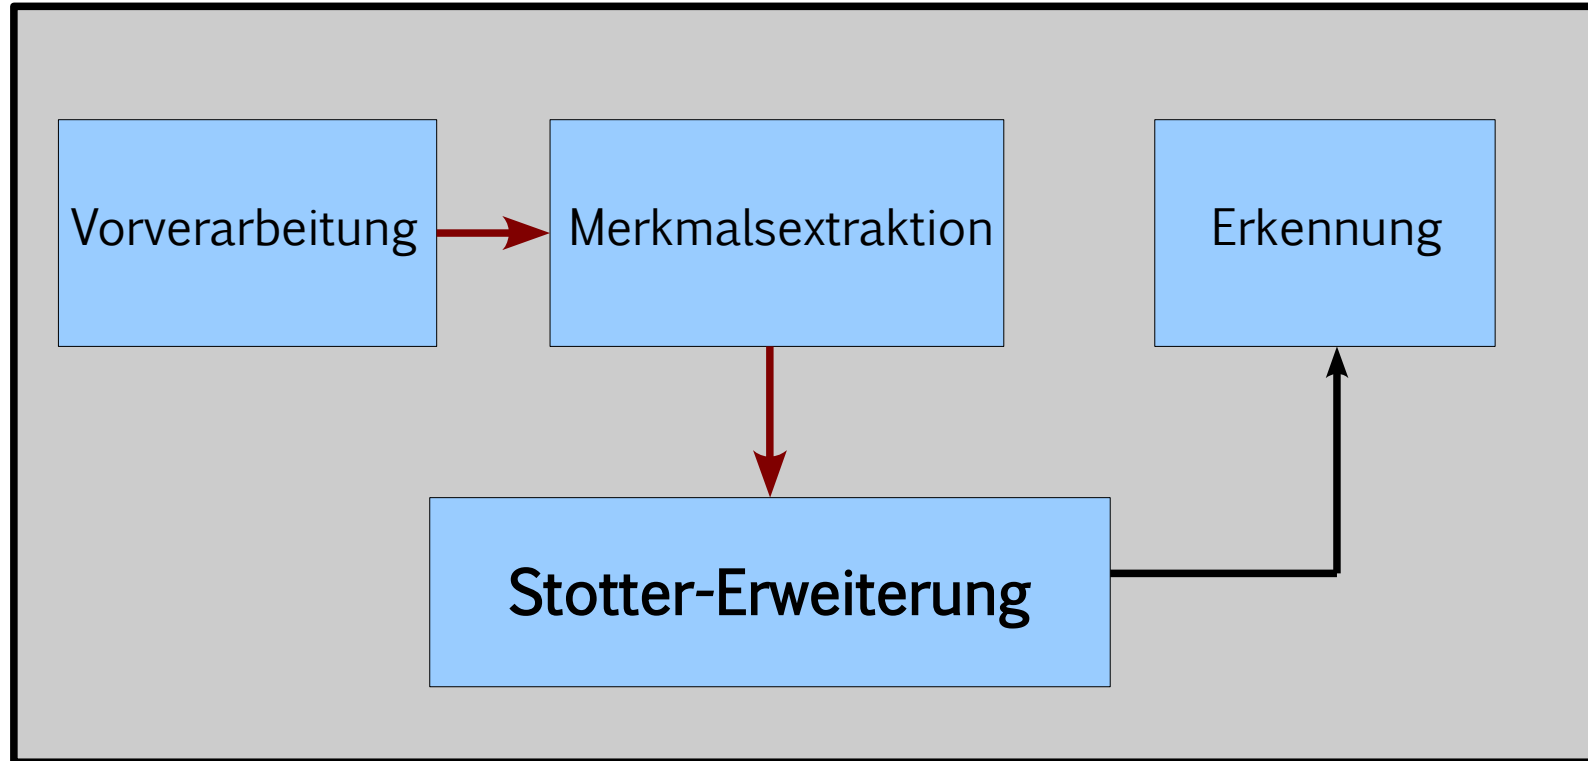 Vorverarbeitung
Merkmalsextraktion
Erkennung
Stotter-Erweiterung